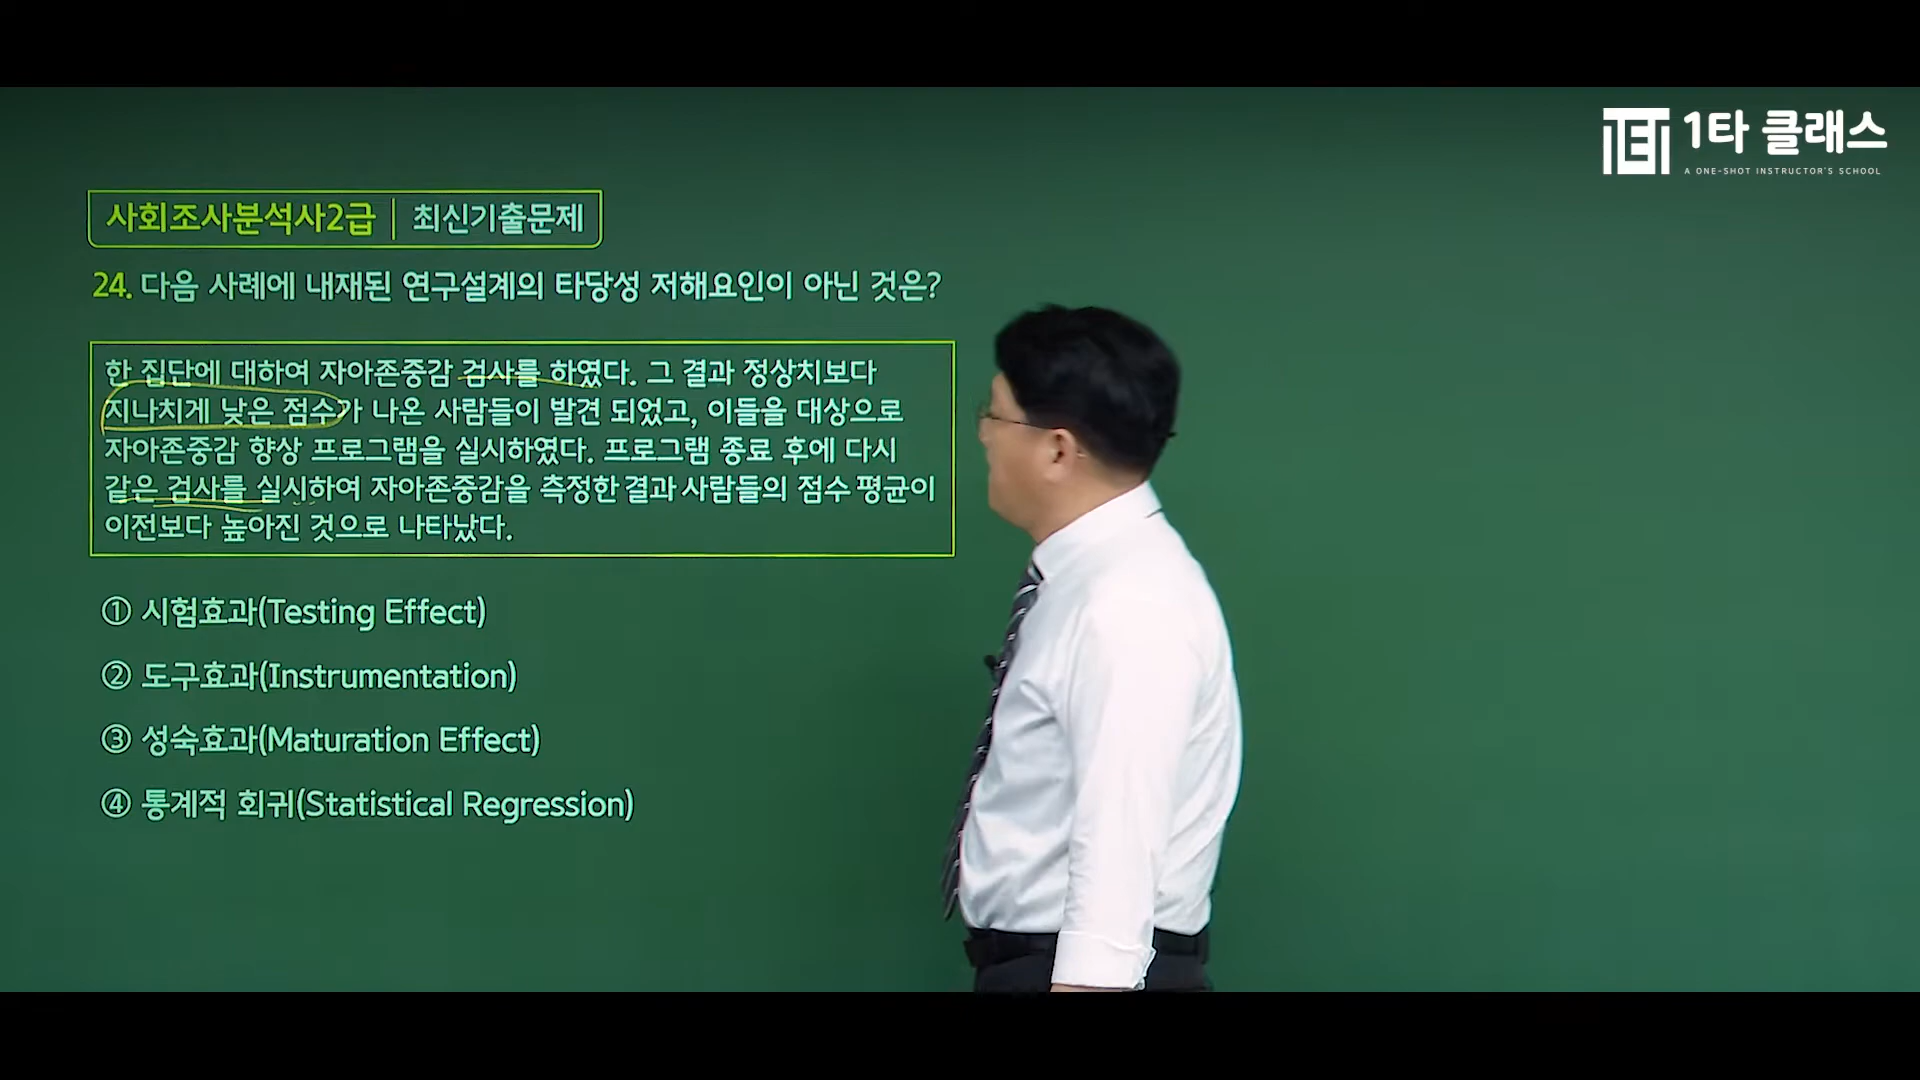 1타 클래스
A ONE-SHOT INSTRUCTOR'S SCHOOL
사회조사분석사2급 | 최신기출문제
24. 다음 사례에 내재된 연구설계의 타당성 저해요인이 아닌 것은?
한 집단에 대하여 자아존중감 검사를 하였다. 그 결과 정상치보다
지나치게 낮은 점수가 나온 사람들이 발견 되었고, 이들을 대상으로
자아존중감 향상 프로그램을 실시하였다. 프로그램 종료 후에 다시
같은 검사를 실시하여 자아존중감을 측정한 결과 사람들의 점수 평균이
이전보다 높아진 것으로 나타났다.
① 시험효과(Testing Effect)
② 도구효과(Instrumentation)
③ 성숙효과(Maturation Effect)
④ 통계적 회귀(Statistical Regression)